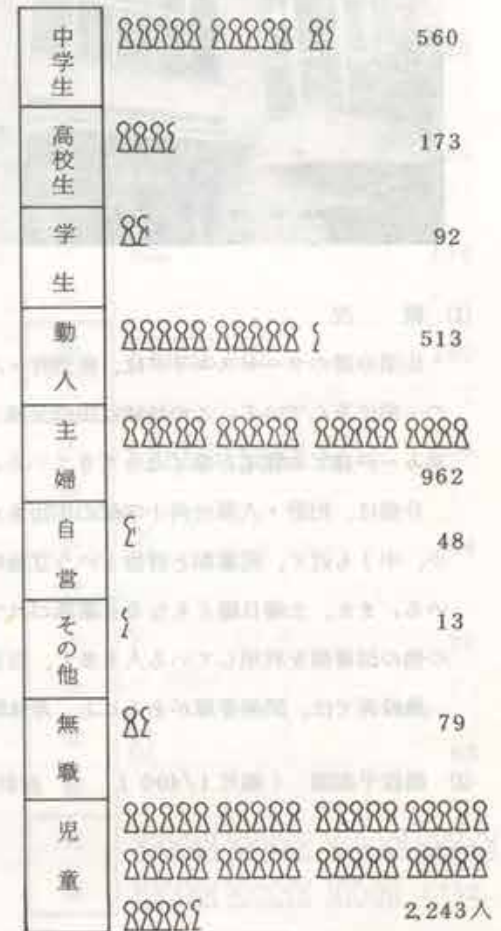 中学生 560
高校生 173
学生 92
勤人 513
主婦 962
自営 48
その他 13
無職 79
児童 2,243人